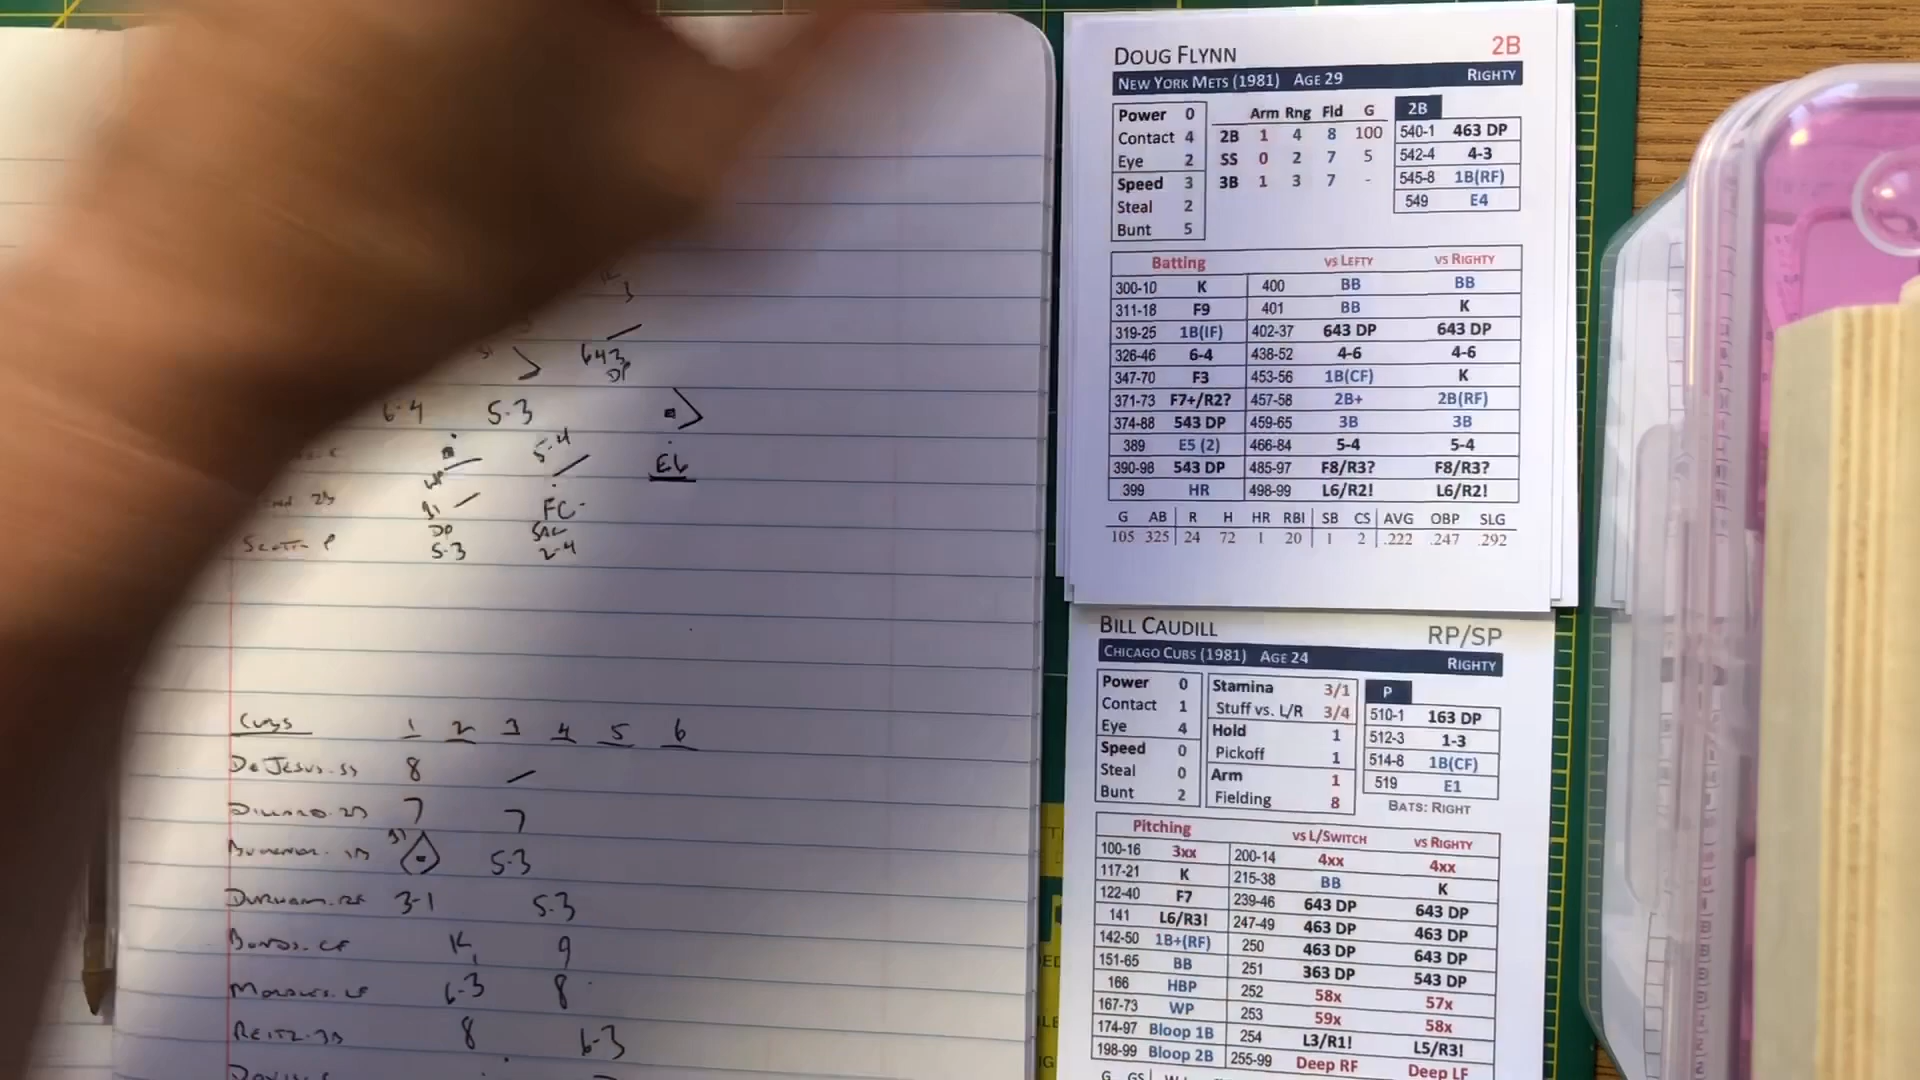 K
3
643
DP
6-4 5-3
5-4
E6
FC-
SAC
5-3 2-4
Cubs 1 2 3 4 5 6
DeJesus-SS 8
7 7
5-3
Durham-RF 3-1 5-3
Bonds-CF K 9
Morales-LF 6-3 8
Reitz-3B 8 6-3
DOUG FLYNN 2B
NEW YORK METS (1981) AGE 29 RIGHTY
Power 0
Contact 4
Eye 2
Speed 3
Steal 2
Bunt 5
Arm Rng Fld G
2B 1 4 8 100
SS 0 2 7 5
3B 1 3 7 -
2B
540-1 463 DP
542-4 4-3
545-8 1B(RF)
549 E4
Batting VS LEFTY VS RIGHTY
300-10 K 400 BB BB
311-18 F9 401 BB K
319-25 1B(IF) 402-37 643 DP 643 DP
326-46 6-4 438-52 4-6 4-6
347-70 F3 453-56 1B(CF) K
371-73 F7+/R2? 457-58 2B+ 2B(RF)
374-88 543 DP 459-65 3B 3B
389 E5 (2) 466-84 5-4 5-4
390-98 543 DP 485-97 F8/R3? F8/R3?
399 HR 498-99 L6/R2! L6/R2!
G AB R H HR RBI SB CS AVG OBP SLG
105 325 24 72 1 20 1 2 .222 .247 .292
BILL CAUDILL RP/SP
CHICAGO CUBS (1981) AGE 24 RIGHTY
Power 0
Contact 1
Eye 4
Speed 0
Steal 0
Bunt 2
Stamina 3/1
Stuff vs. L/R 3/4
Hold 1
Pickoff 1
Arm 1
Fielding 8
P
510-1 163 DP
512-3 1-3
514-8 1B(CF)
519 E1
BATS: RIGHT
Pitching VS L/SWITCH VS RIGHTY
100-16 3xx 200-14 4xx 4xx
117-21 K 215-38 BB K
122-40 F7 239-46 643 DP 643 DP
141 L6/R3! 247-49 463 DP 463 DP
142-50 1B+(RF) 250 463 DP 643 DP
151-65 BB 251 363 DP 543 DP
166 HBP 252 58x 57x
167-73 WP 253 59x 58x
174-97 Bloop 1B 254 L3/R1! L5/R3!
198-99 Bloop 2B 255-99 Deep RF Deep LF
G GS